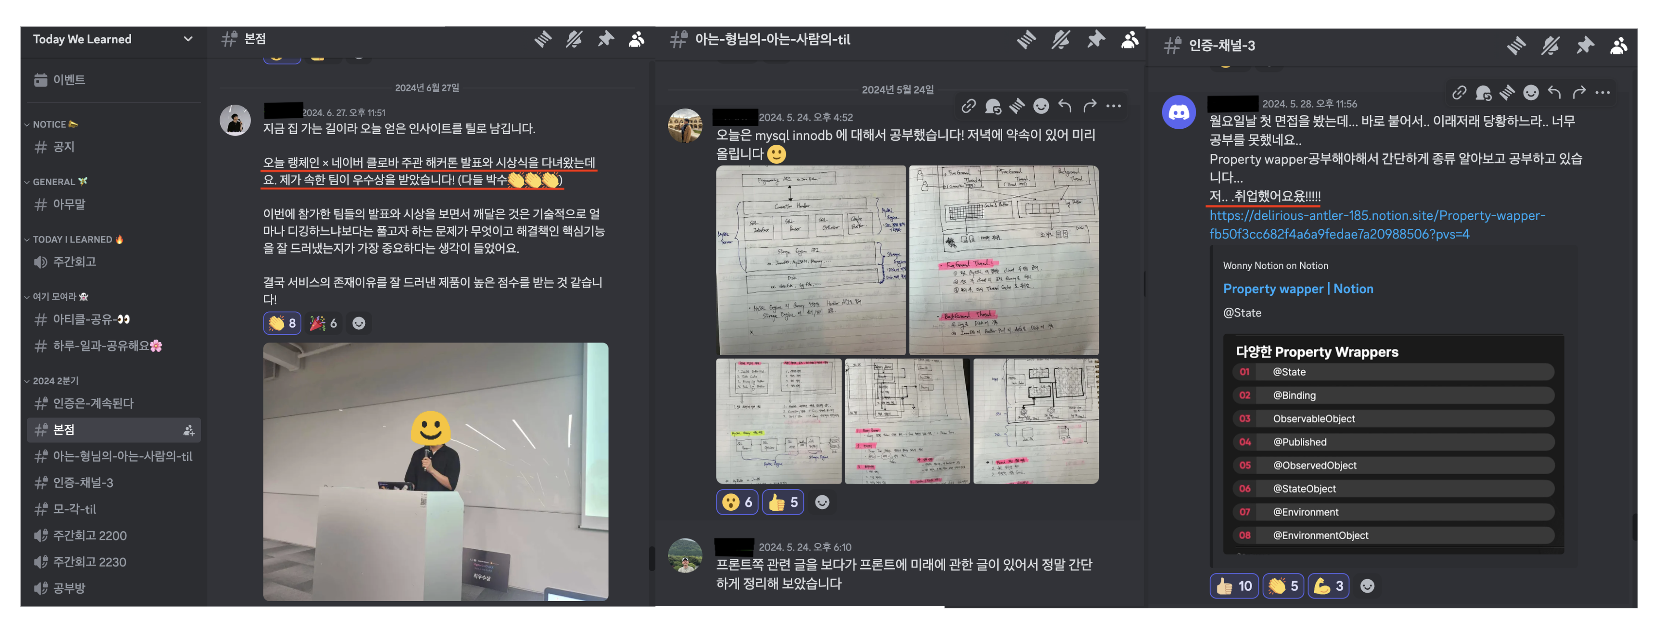 Today We Learned
이벤트
NOTICE
공지
GENERAL
아무말
TODAY I LEARNED
주간회고
여기 모여라
아티클-공유-👀
하루-일과-공유해요🌸
2024 2분기
인증은-계속된다
본점
아는-형님의-아는-사람의-til
인증-채널-3
모-각-til
주간회고 2200
주간회고 2230
공부방
본점
2024년 6월 27일
2024. 6. 27. 오후 11:51
지금 집 가는 길이라 오늘 얻은 인사이트를 틸로 남깁니다.
오늘 랭체인 × 네이버 클로바 주관 해커톤 발표와 시상식을 다녀왔는데
요. 제가 속한 팀이 우수상을 받았습니다! (다들 박수👏👏👏)
이번에 참가한 팀들의 발표와 시상을 보면서 깨달은 것은 기술적으로 얼
마나 디깅하느냐보다는 풀고자 하는 문제가 무엇이고 해결책인 핵심기능
을 잘 드러냈는지가 가장 중요하다는 생각이 들었어요.
결국 서비스의 존재이유를 잘 드러낸 제품이 높은 점수를 받는 것 같습니
다!
8
6
아는-형님의-아는-사람의-til
2024년 5월 24일
2024. 5. 24. 오후 4:52
오늘은 mysql innodb 에 대해서 공부했습니다! 저녁에 약속이 있어 미리
올립니다🙂
6
5
2024. 5. 24. 오후 6:10
프론트쪽 관련 글을 보다가 프론트에 미래에 관한 글이 있어서 정말 간단
하게 정리해 보았습니다
인증-채널-3
2024. 5. 28. 오후 11:56
월요일날 첫 면접을 봤는데... 바로 붙어서.. 이래저래 당황하느라.. 너무
공부를 못했네요..
Property wapper공부해야해서 간단하게 종류 알아보고 공부하고 있습
니다...
저.. .취업했어요욨!!!!!
https://delirious-antler-185.notion.site/Property-wapper-
fb50f3cc682f4a6a9fedae7a20988506?pvs=4
Wonny Notion on Notion
Property wapper | Notion
@State
다양한 Property Wrappers
01 @State
02 @Binding
03 ObservableObject
04 @Published
05 @ObservedObject
06 @StateObject
07 @Environment
08 @EnvironmentObject
10
5
3